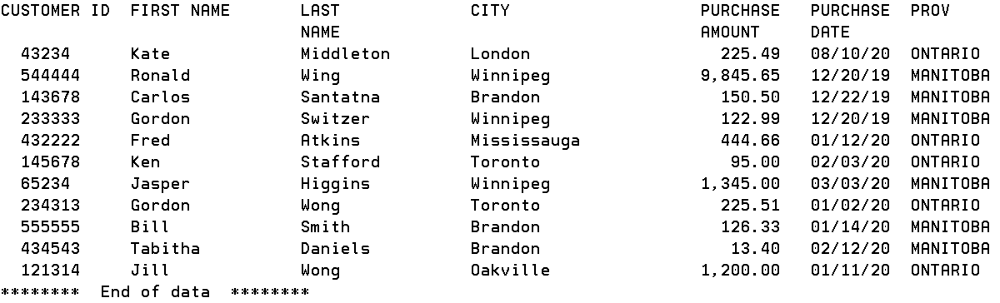 CUSTOMER ID  FIRST NAME       LAST             CITY                   PURCHASE   PURCHASE  PROV
                              NAME                                    AMOUNT     DATE
  43234      Kate             Middleton        London                   225.49   08/10/20  ONTARIO
  544444     Ronald           Wing             Winnipeg               9,845.65   12/20/19  MANITOBA
  143678     Carlos           Santatna         Brandon                  150.50   12/22/19  MANITOBA
  233333     Gordon           Switzer          Winnipeg                 122.99   12/20/19  MANITOBA
  432222     Fred             Atkins           Mississauga              444.66   01/12/20  ONTARIO
  145678     Ken              Stafford         Toronto                   95.00   02/03/20  ONTARIO
  65234      Jasper           Higgins          Winnipeg               1,345.00   03/03/20  MANITOBA
  234313     Gordon           Wong             Toronto                  225.51   01/02/20  ONTARIO
  555555     Bill             Smith            Brandon                  126.33   01/14/20  MANITOBA
  434543     Tabitha          Daniels          Brandon                   13.40   02/12/20  MANITOBA
  121314     Jill             Wong             Oakville               1,200.00   01/11/20  ONTARIO
********  End of data  ********